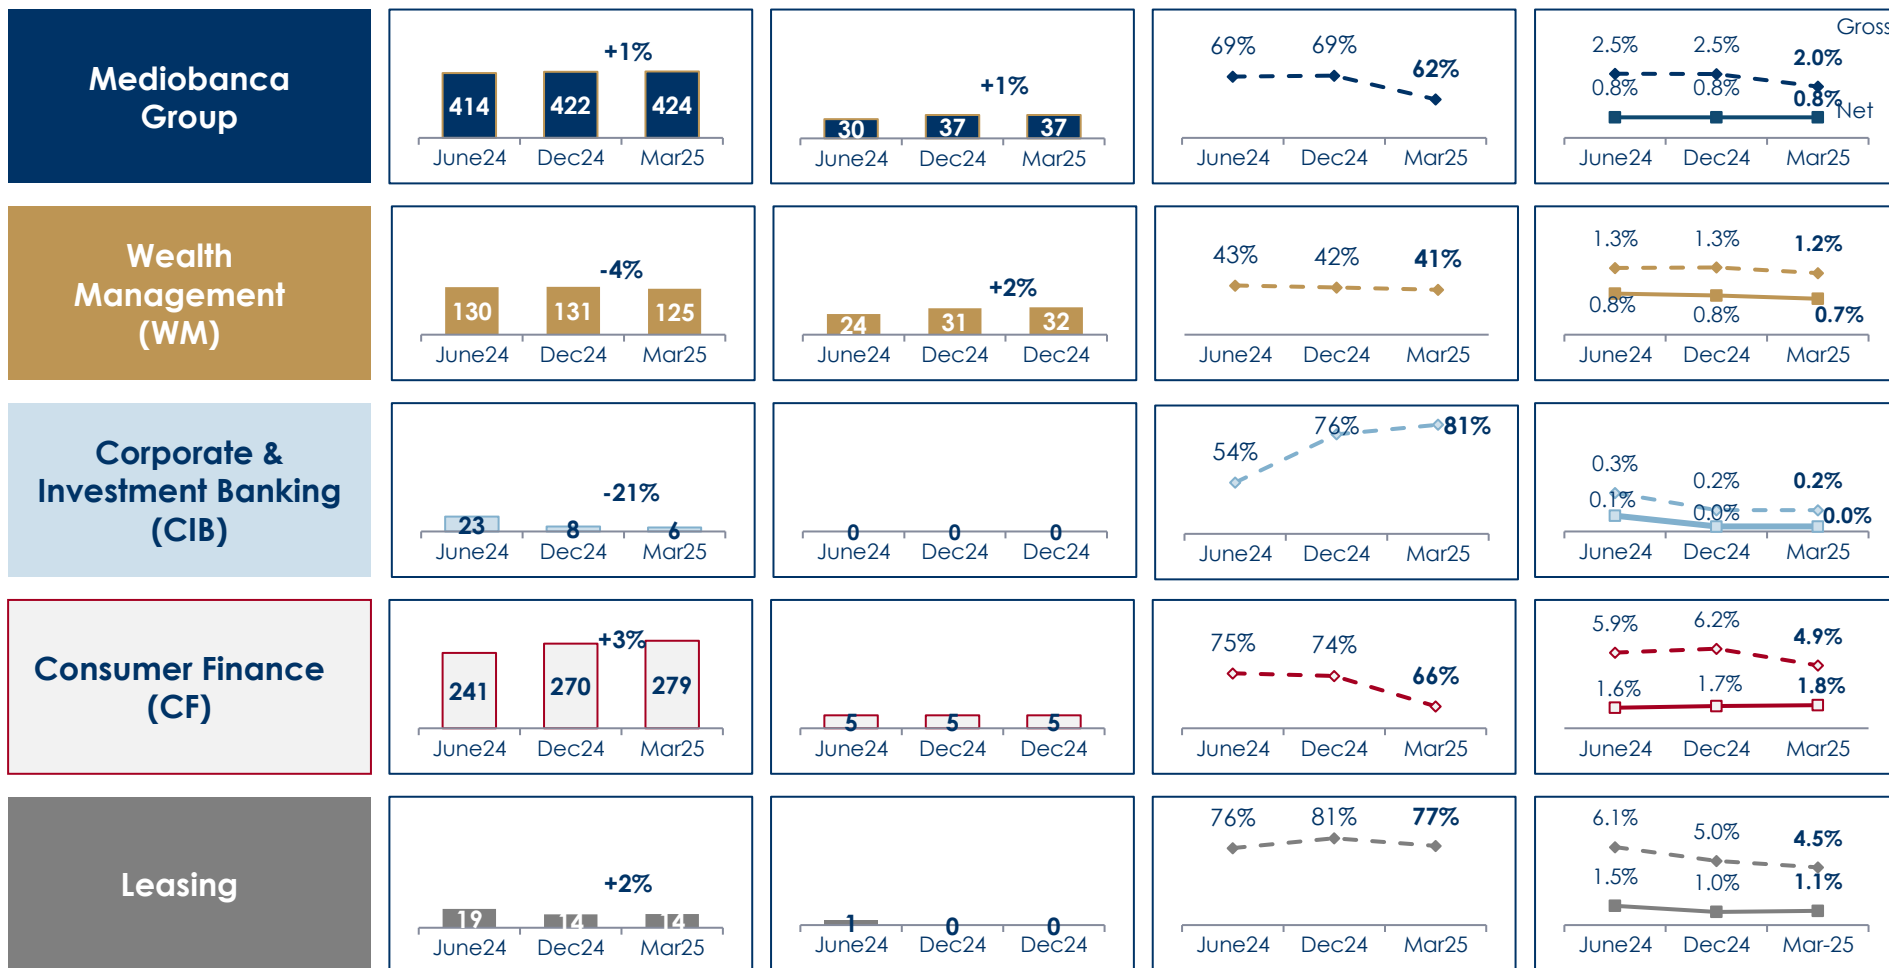 Mediobanca
Group
+1%
414
422
424
June24
Dec24
Mar25
+1%
30
37
37
June24
Dec24
Mar25
69%
69%
62%
June24
Dec24
Mar25
Gross
2.5%
2.5%
2.0%
0.8%
0.8%
0.8%
Net
June24
Dec24
Mar25
Wealth
Management
(WM)
-4%
130
131
125
June24
Dec24
Mar25
+2%
24
31
32
June24
Dec24
Dec24
43%
42%
41%
June24
Dec24
Mar25
1.3%
1.3%
1.2%
0.8%
0.8%
0.7%
June24
Dec24
Mar25
Corporate &
Investment Banking
(CIB)
-21%
23
8
6
June24
Dec24
Mar25
0
0
0
June24
Dec24
Dec24
54%
76%
81%
June24
Dec24
Mar25
0.3%
0.2%
0.2%
0.1%
0.0%
0.0%
June24
Dec24
Mar25
Consumer Finance
(CF)
+3%
241
270
279
June24
Dec24
Mar25
5
5
5
June24
Dec24
Dec24
75%
74%
66%
June24
Dec24
Mar25
5.9%
6.2%
4.9%
1.6%
1.7%
1.8%
June24
Dec24
Mar25
Leasing
+2%
19
14
14
June24
Dec24
Mar25
1
0
0
June24
Dec24
Dec24
76%
81%
77%
June24
Dec24
Mar25
6.1%
5.0%
4.5%
1.5%
1.0%
1.1%
June24
Dec24
Mar-25